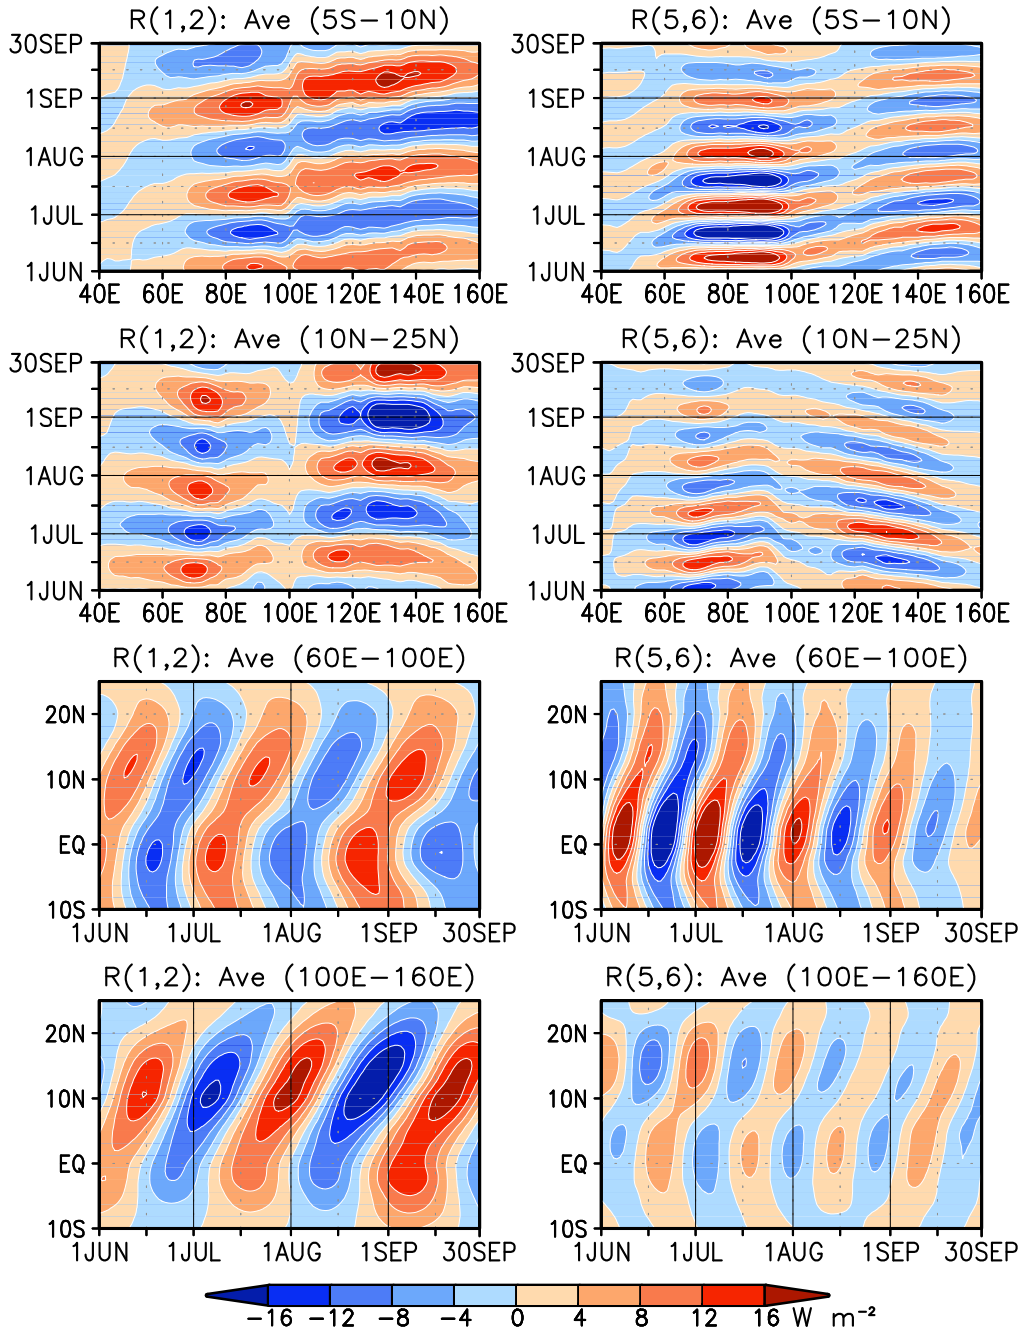 R(1,2): Ave (5S−10N) R(5,6): Ave (5S−10N)
30SEP 30SEP
1SEP 1SEP
1AUG 1AUG
1JUL 1JUL
1JUN 1JUN
40E 60E 80E 100E 120E 140E 160E 40E 60E 80E 100E 120E 140E 160E
R(1,2): Ave (10N−25N) R(5,6): Ave (10N−25N)
30SEP 30SEP
1SEP 1SEP
1AUG 1AUG
1JUL 1JUL
1JUN 1JUN
40E 60E 80E 100E 120E 140E 160E 40E 60E 80E 100E 120E 140E 160E
R(1,2): Ave (60E−100E) R(5,6): Ave (60E−100E)
20N 20N
10N 10N
EQ EQ
10S 10S
1JUN 1JUL 1AUG 1SEP 30SEP 1JUN 1JUL 1AUG 1SEP 30SEP
R(1,2): Ave (100E−160E) R(5,6): Ave (100E−160E)
20N 20N
10N 10N
EQ EQ
10S 10S
1JUN 1JUL 1AUG 1SEP 30SEP 1JUN 1JUL 1AUG 1SEP 30SEP
−16 −12 −8 −4 0 4 8 12 16 W m⁻²